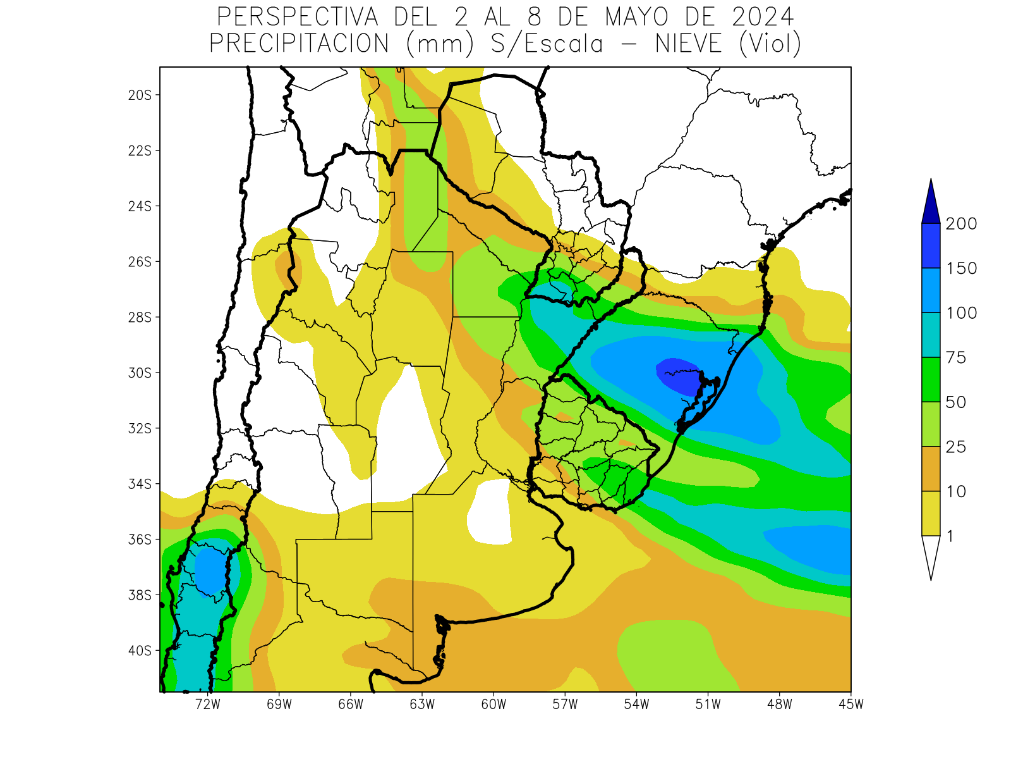 PERSPECTIVA DEL 2 AL 8 DE MAYO DE 2024
PRECIPITACION (mm) S/Escala – NIEVE (Viol)
20S
22S
24S
26S
28S
30S
32S
34S
36S
38S
40S
72W 69W 66W 63W 60W 57W 54W 51W 48W 45W
200
150
100
75
50
25
10
1